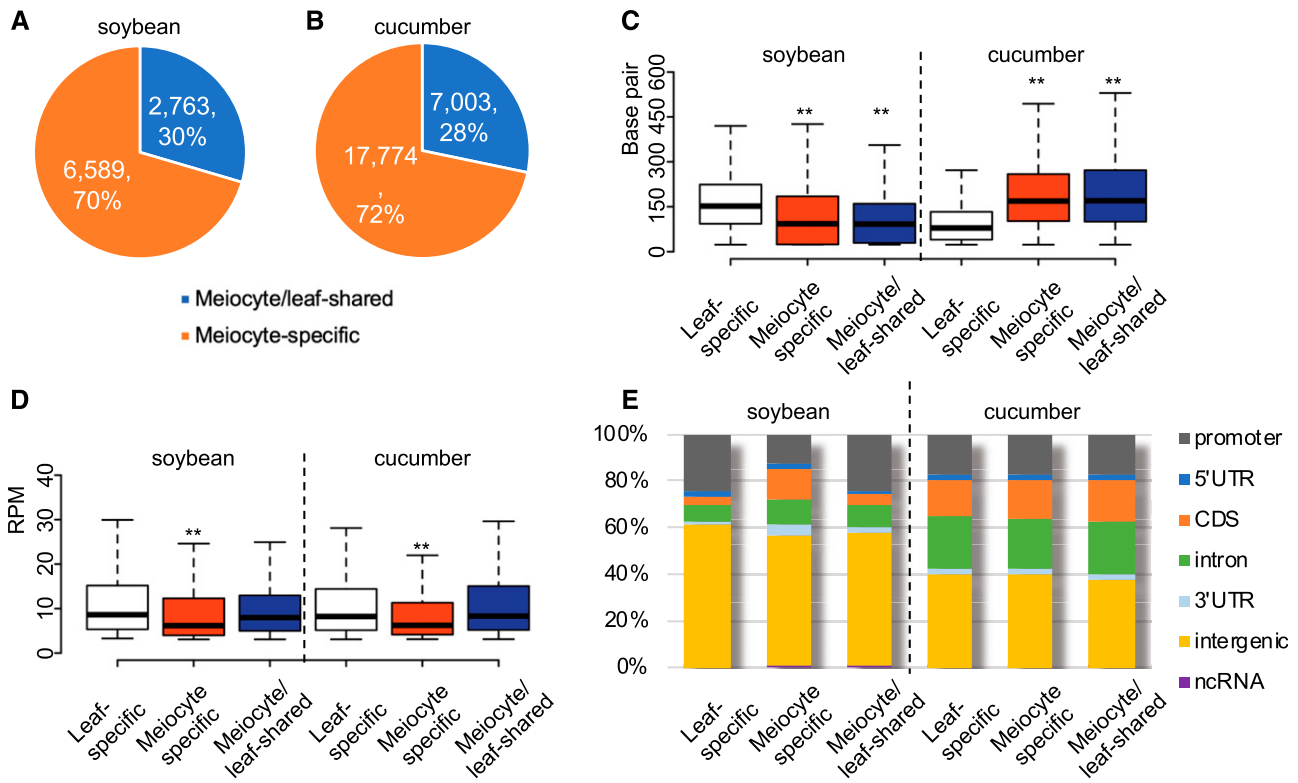 A
soybean
2,763,
30%
6,589,
70%
B
cucumber
7,003,
28%
17,774
,
72%
Meiocyte/leaf-shared
Meiocyte-specific
C
soybean
cucumber
Base pair
600
450
300
150
0
**
**
**
**
Leaf-
specific
Meiocyte
specific
Meiocyte/
leaf-shared
Leaf-
specific
Meiocyte
specific
Meiocyte/
leaf-shared
D
soybean
cucumber
RPM
40
30
20
10
0
**
**
Leaf-
specific
Meiocyte
specific
Meiocyte/
leaf-shared
Leaf-
specific
Meiocyte
specific
Meiocyte/
leaf-shared
E
soybean
cucumber
100%
80%
60%
40%
20%
0%
Leaf-
specific
Meiocyte
specific
Meiocyte/
leaf-shared
Leaf-
specific
Meiocyte
specific
Meiocyte/
leaf-shared
promoter
5'UTR
CDS
intron
3'UTR
intergenic
ncRNA